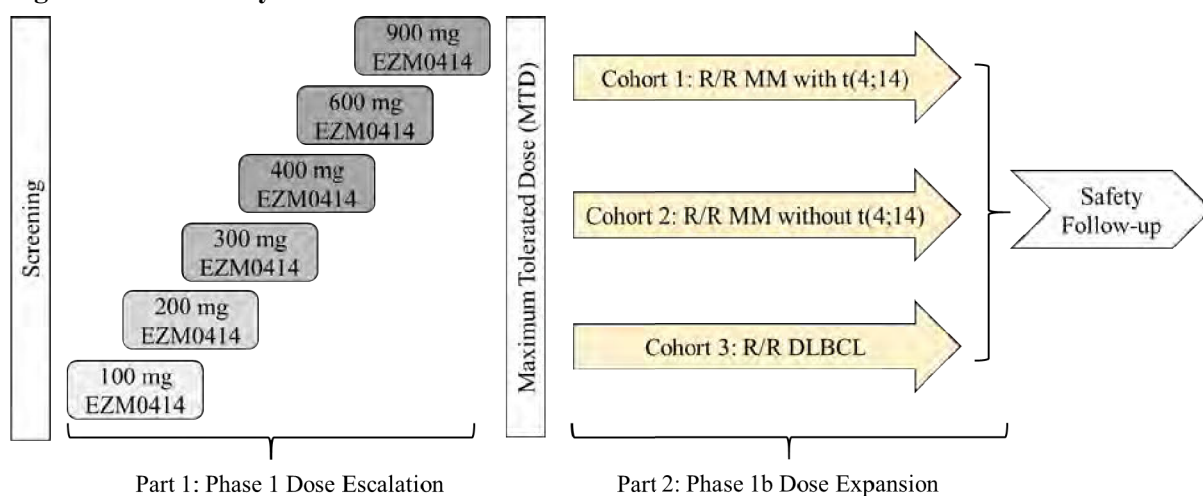 Screening
900 mg
EZM0414
600 mg
EZM0414
400 mg
EZM0414
300 mg
EZM0414
200 mg
EZM0414
100 mg
EZM0414
Part 1: Phase 1 Dose Escalation
Maximum Tolerated Dose (MTD)
Cohort 1: R/R MM with t(4;14)
Cohort 2: R/R MM without t(4;14)
Cohort 3: R/R DLBCL
Part 2: Phase 1b Dose Expansion
Safety
Follow-up